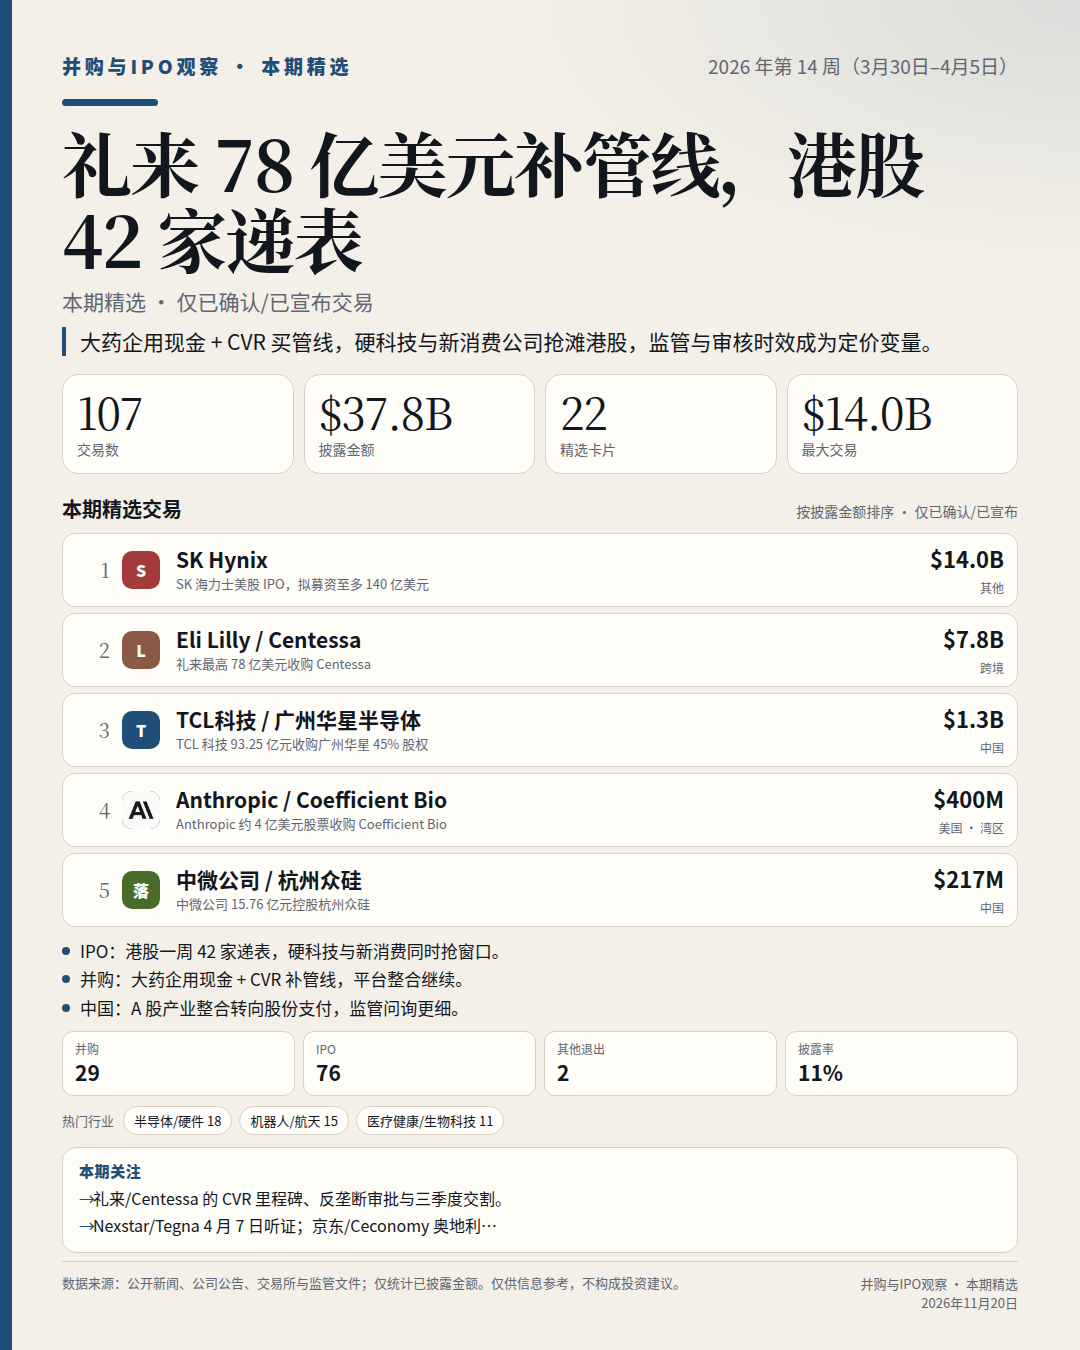 并购与IPO观察 · 本期精选
2026 年第 14 周（3月30日–4月5日）
礼来 78 亿美元补管线，港股
42 家递表
本期精选 · 仅已确认/已宣布交易
大药企用现金 + CVR 买管线，硬科技与新消费公司抢滩港股，监管与审核时效成为定价变量。
107
交易数
$37.8B
披露金额
22
精选卡片
$14.0B
最大交易
本期精选交易
按披露金额排序 · 仅已确认/已宣布
1
S
SK Hynix
SK 海力士美股 IPO，拟募资至多 140 亿美元
$14.0B
其他
2
L
Eli Lilly / Centessa
礼来最高 78 亿美元收购 Centessa
$7.8B
跨境
3
T
TCL科技 / 广州华星半导体
TCL 科技 93.25 亿元收购广州华星 45% 股权
$1.3B
中国
4
A\
Anthropic / Coefficient Bio
Anthropic 约 4 亿美元股票收购 Coefficient Bio
$400M
美国 · 湾区
5
落
中微公司 / 杭州众硅
中微公司 15.76 亿元控股杭州众硅
$217M
中国
IPO：港股一周 42 家递表，硬科技与新消费同时抢窗口。
并购：大药企用现金 + CVR 补管线，平台整合继续。
中国：A 股产业整合转向股份支付，监管问询更细。
并购
29
IPO
76
其他退出
2
披露率
11%
热门行业 半导体/硬件 18 机器人/航天 15 医疗健康/生物科技 11
本期关注
→礼来/Centessa 的 CVR 里程碑、反垄断审批与三季度交割。
→Nexstar/Tegna 4 月 7 日听证；京东/Ceconomy 奥地利…
数据来源：公开新闻、公司公告、交易所与监管文件；仅统计已披露金额。仅供信息参考，不构成投资建议。
并购与IPO观察 · 本期精选
2026年11月20日